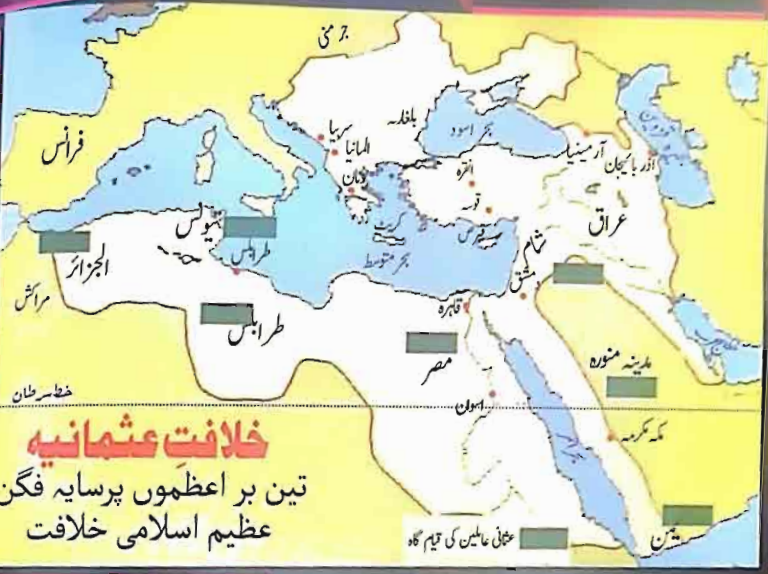 جرمنی
فرانس
بلغاریہ
بحر اسود
سربیا
البانیا
یونان
انقرہ
قونیہ
آرمینیا
آذر بائیجان
عراق
شام
دمشق
قبرص
کریٹ
بحر متوسط
تیونس
طرابلس
الجزائر
مراکش
طرابلس
قاہرہ
مصر
اسوان
مدینہ منورہ
مکہ مکرمہ
یمن
خط سرطان
خلافتِ عثمانیہ
تین بر اعظموں پر سایہ فگن
عظیم اسلامی خلافت
عثمانی عاملین کی قیام گاہ